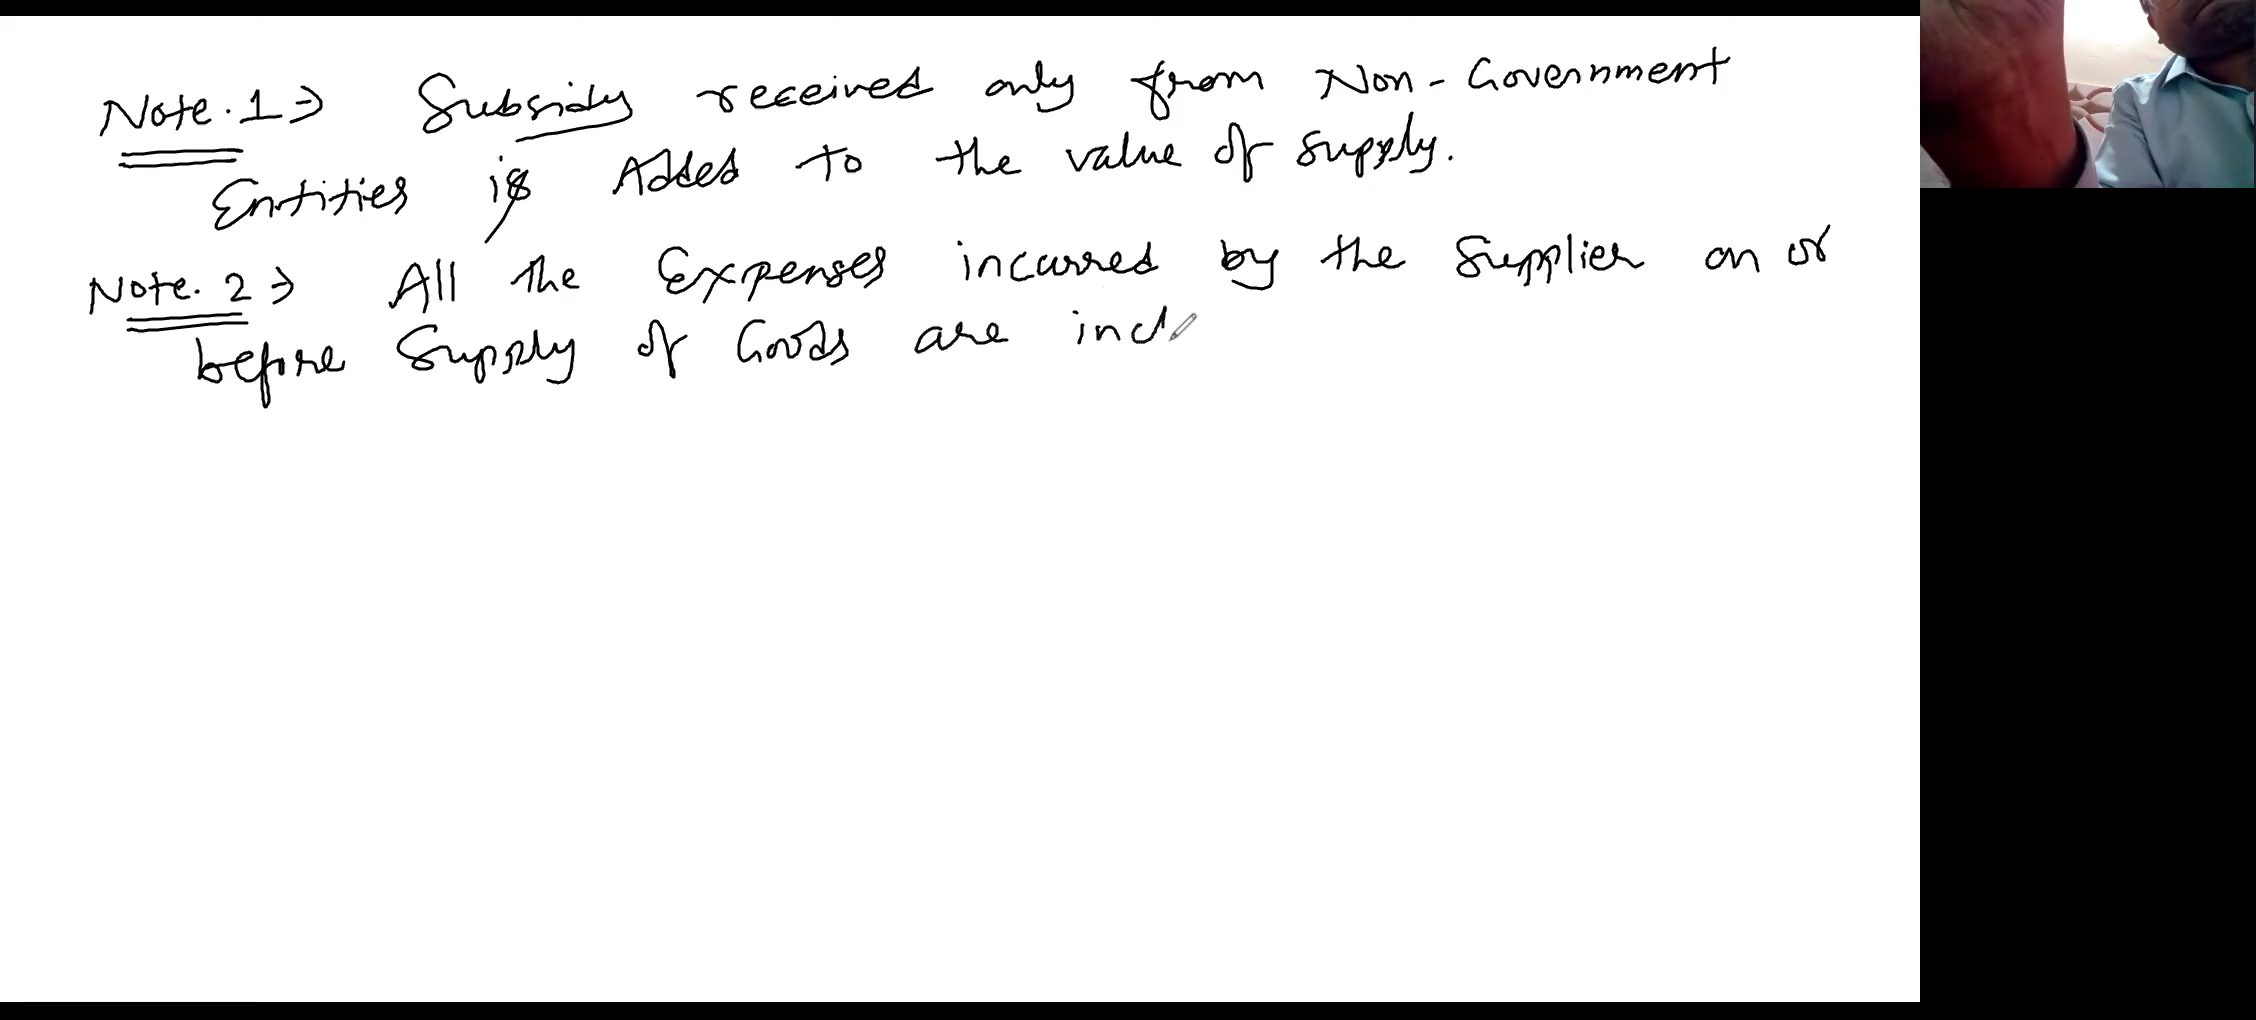 Note.1⇒ Subsidy received only from Non-Government
Entities is Added to the value of supply.
Note.2⇒ All the Expenses incurred by the Supplier on or
before Supply of Goods are incl